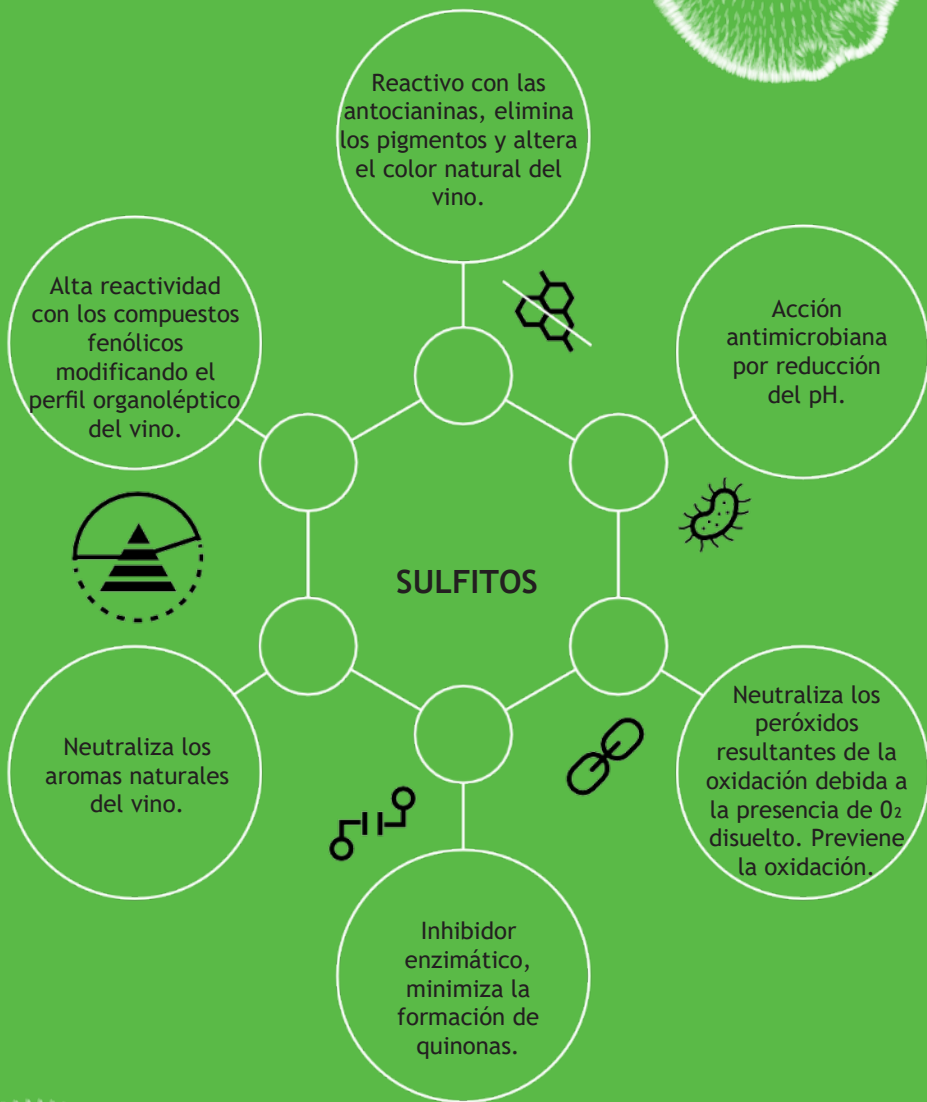 Reactivo con las
antocianinas, elimina
los pigmentos y altera
el color natural del
vino.
Alta reactividad
con los compuestos
fenólicos
modificando el
perfil organoléptico
del vino.
Acción
antimicrobiana
por reducción
del pH.
SULFITOS
Neutraliza los
aromas naturales
del vino.
Neutraliza los
peróxidos
resultantes de la
oxidación debida a
la presencia de 0₂
disuelto. Previene
la oxidación.
Inhibidor
enzimático,
minimiza la
formación de
quinonas.